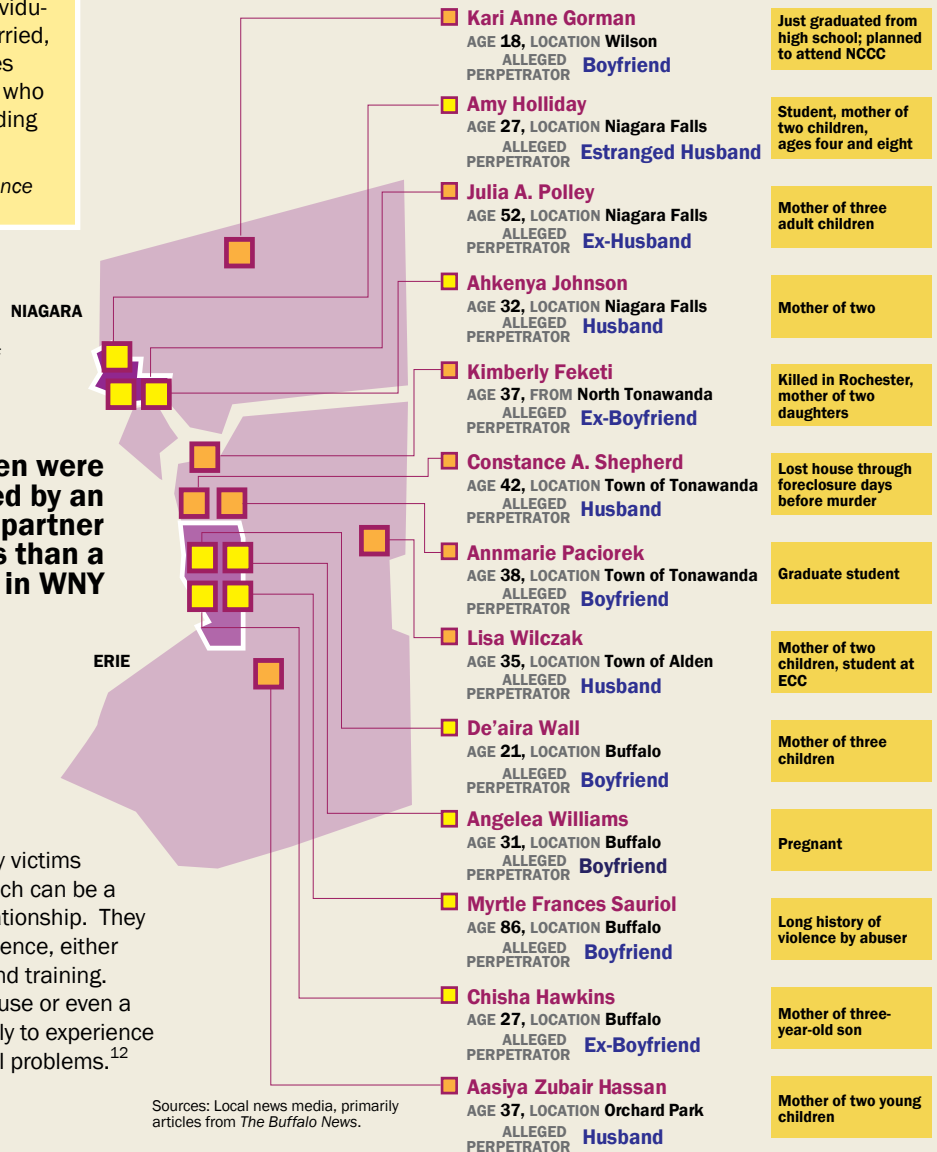 vidu-
rried,
es
who
ding
nce
NIAGARA
en were
ed by an
partner
s than a
in WNY
ERIE
y victims
ch can be a
tionship. They
ence, either
nd training.
use or even a
ly to experience
l problems.12
Sources: Local news media, primarily
articles from The Buffalo News.
Kari Anne Gorman
AGE 18, LOCATION Wilson
ALLEGED PERPETRATOR Boyfriend
Just graduated from
high school; planned
to attend NCCC
Amy Holliday
AGE 27, LOCATION Niagara Falls
ALLEGED PERPETRATOR Estranged Husband
Student, mother of
two children,
ages four and eight
Julia A. Polley
AGE 52, LOCATION Niagara Falls
ALLEGED PERPETRATOR Ex-Husband
Mother of three
adult children
Ahkenya Johnson
AGE 32, LOCATION Niagara Falls
ALLEGED PERPETRATOR Husband
Mother of two
Kimberly Feketi
AGE 37, FROM North Tonawanda
ALLEGED PERPETRATOR Ex-Boyfriend
Killed in Rochester,
mother of two
daughters
Constance A. Shepherd
AGE 42, LOCATION Town of Tonawanda
ALLEGED PERPETRATOR Husband
Lost house through
foreclosure days
before murder
Annmarie Paciorek
AGE 38, LOCATION Town of Tonawanda
ALLEGED PERPETRATOR Boyfriend
Graduate student
Lisa Wilczak
AGE 35, LOCATION Town of Alden
ALLEGED PERPETRATOR Husband
Mother of two
children, student at
ECC
De'aira Wall
AGE 21, LOCATION Buffalo
ALLEGED PERPETRATOR Boyfriend
Mother of three
children
Angelea Williams
AGE 31, LOCATION Buffalo
ALLEGED PERPETRATOR Boyfriend
Pregnant
Myrtle Frances Sauriol
AGE 86, LOCATION Buffalo
ALLEGED PERPETRATOR Boyfriend
Long history of
violence by abuser
Chisha Hawkins
AGE 27, LOCATION Buffalo
ALLEGED PERPETRATOR Ex-Boyfriend
Mother of three-
year-old son
Aasiya Zubair Hassan
AGE 37, LOCATION Orchard Park
ALLEGED PERPETRATOR Husband
Mother of two young
children